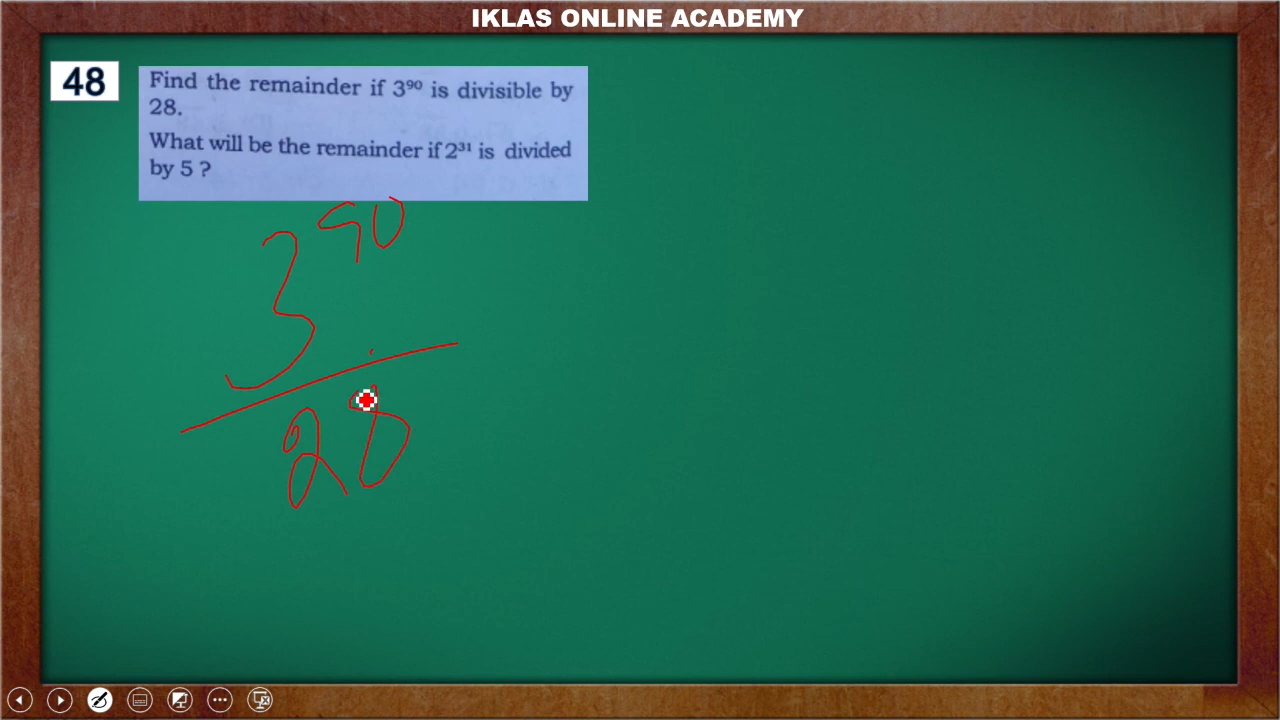 IKLAS ONLINE ACADEMY
48
Find the remainder if 3⁹⁰ is divisible by
28.
What will be the remainder if 2³¹ is divided
by 5 ?
3⁹⁰
28